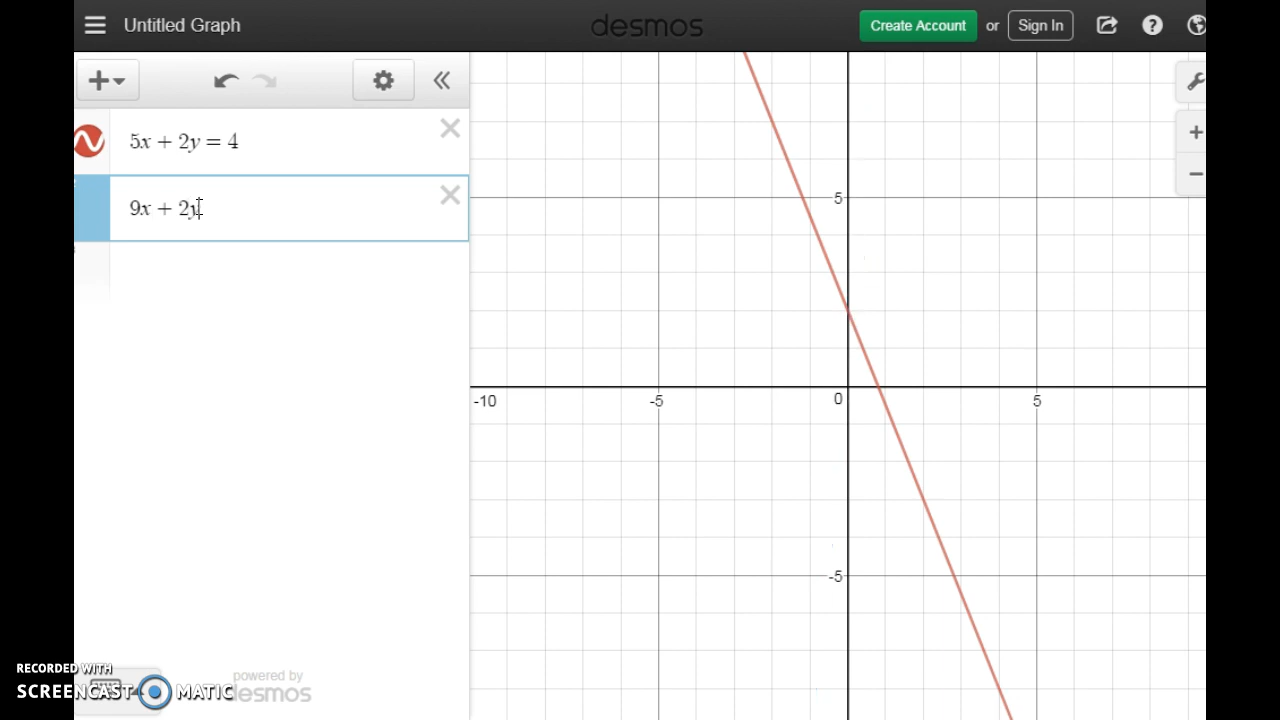 Untitled Graph
desmos
Create Account or Sign In
5x + 2y = 4
9x + 2y
5
-10 -5 0 5
-5
powered by
desmos
RECORDED WITH
SCREENCAST MATIC